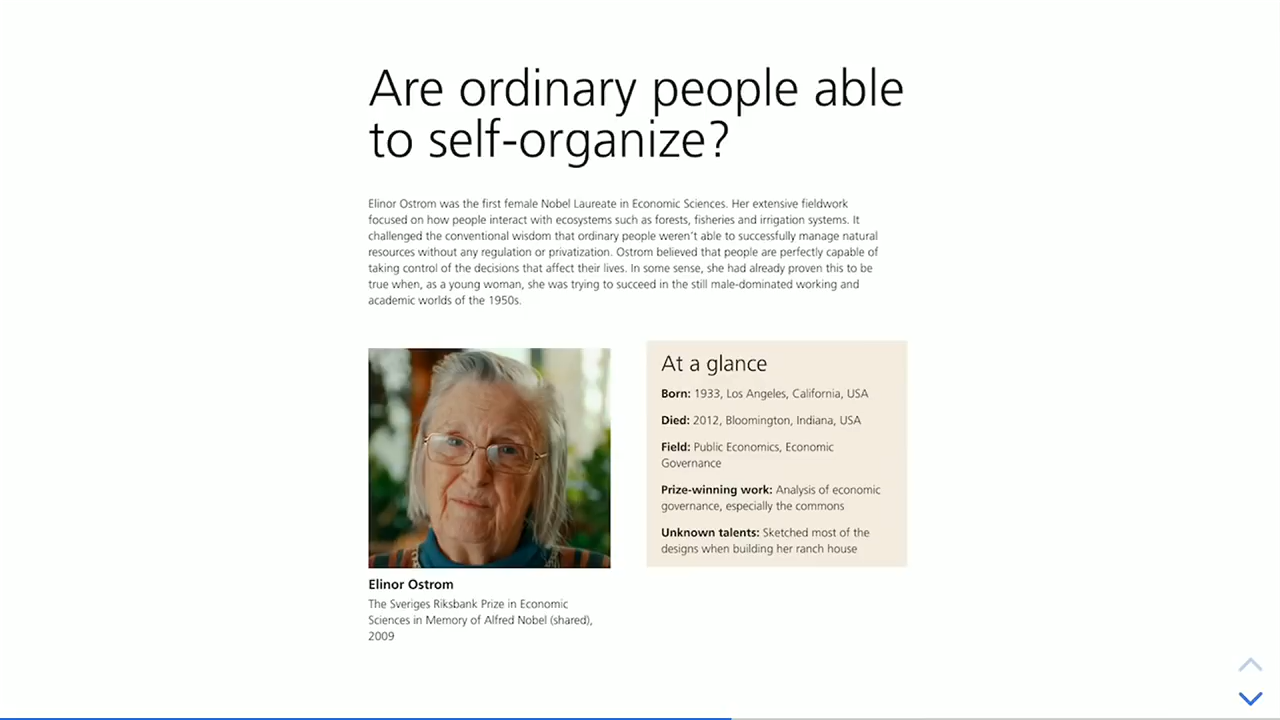 Are ordinary people able
to self-organize?
Elinor Ostrom was the first female Nobel Laureate in Economic Sciences. Her extensive fieldwork
focused on how people interact with ecosystems such as forests, fisheries and irrigation systems. It
challenged the conventional wisdom that ordinary people weren't able to successfully manage natural
resources without any regulation or privatization. Ostrom believed that people are perfectly capable of
taking control of the decisions that affect their lives. In some sense, she had already proven this to be
true when, as a young woman, she was trying to succeed in the still male-dominated working and
academic worlds of the 1950s.
Elinor Ostrom
The Sveriges Riksbank Prize in Economic
Sciences in Memory of Alfred Nobel (shared),
2009
At a glance
Born: 1933, Los Angeles, California, USA
Died: 2012, Bloomington, Indiana, USA
Field: Public Economics, Economic
Governance
Prize-winning work: Analysis of economic
governance, especially the commons
Unknown talents: Sketched most of the
designs when building her ranch house